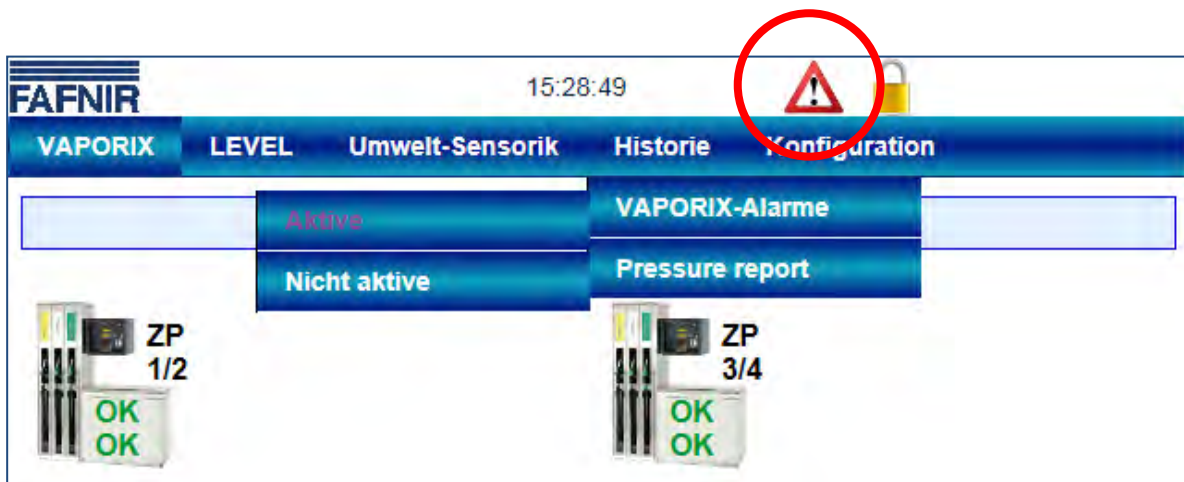 FAFNIR
15:28:49
VAPORIX LEVEL Umwelt-Sensorik Historie Konfiguration
Aktive VAPORIX-Alarme
Nicht aktive Pressure report
ZP 1/2
OK
OK
ZP 3/4
OK
OK